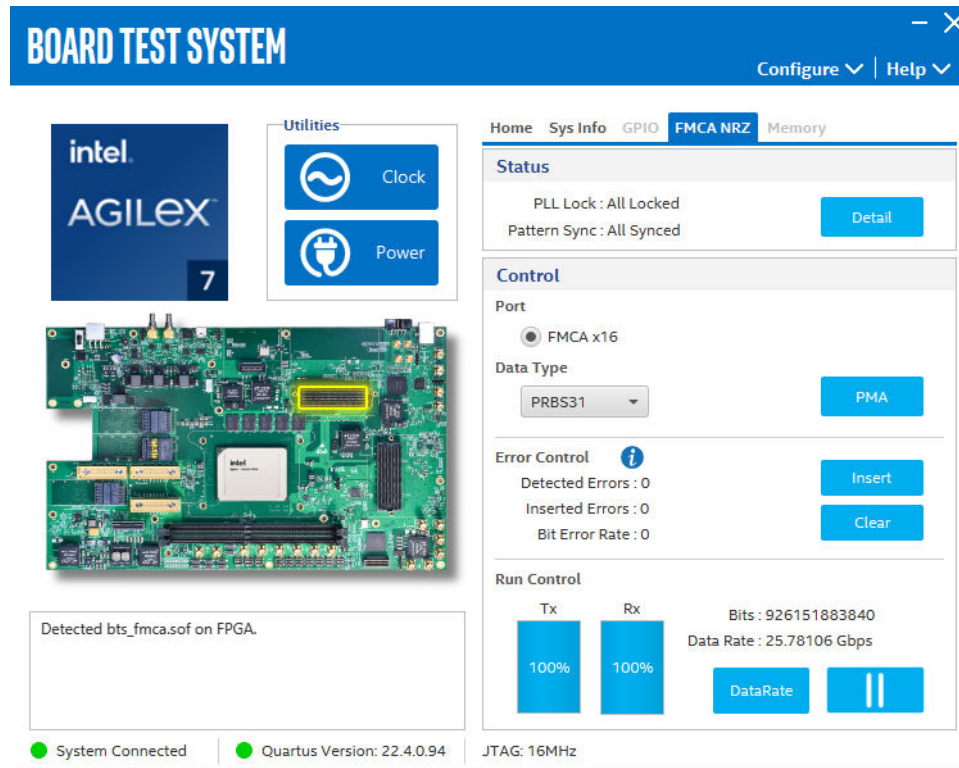 BOARD TEST SYSTEM
Configure | Help
intel.
AGILEX
7
Utilities
Clock
Power
intel
Detected bts_fmca.sof on FPGA.
Home Sys Info GPIO FMCA NRZ Memory
Status
PLL Lock : All Locked
Pattern Sync : All Synced
Detail
Control
Port
FMCA x16
Data Type
PRBS31
PMA
Error Control i
Detected Errors : 0
Insert
Inserted Errors : 0
Bit Error Rate : 0
Clear
Run Control
Tx Rx
100% 100%
Bits : 926151883840
Data Rate : 25.78106 Gbps
DataRate
System Connected
Quartus Version: 22.4.0.94
JTAG: 16MHz